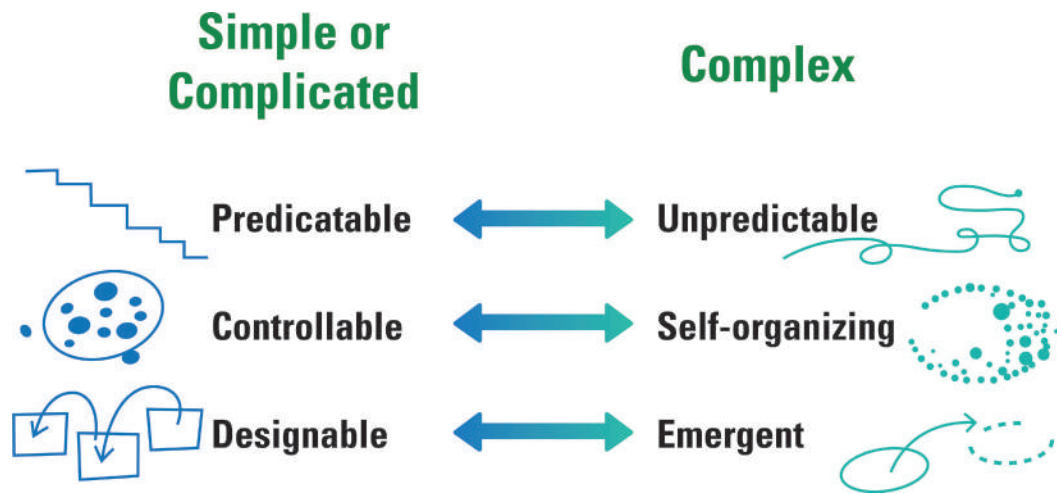 Simple or
Complicated
Complex
Predicatable
Unpredictable
Controllable
Self-organizing
Designable
Emergent